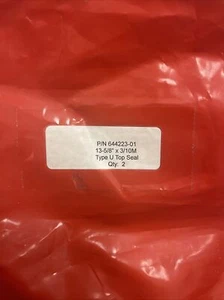 P/N 644223-01
13-5/8" x 3/10M
Type U Top Seal
Qty: 2